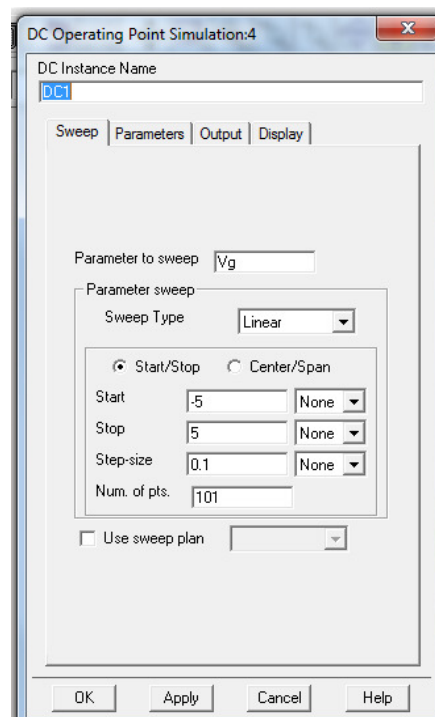 DC Operating Point Simulation:4
DC Instance Name
DC1
Sweep Parameters Output Display
Parameter to sweep Vg
Parameter sweep
Sweep Type Linear
Start/Stop Center/Span
Start -5 None
Stop 5 None
Step-size 0.1 None
Num. of pts. 101
Use sweep plan
OK Apply Cancel Help